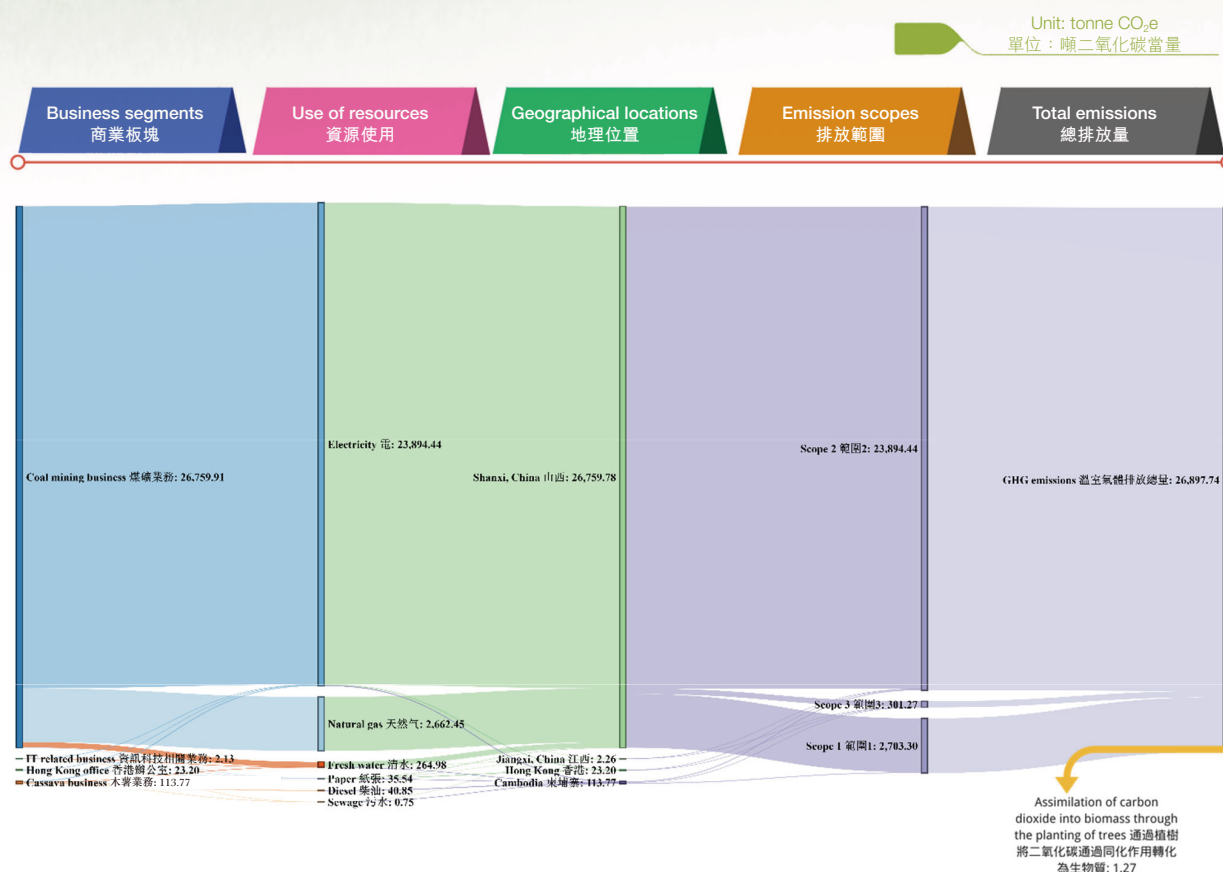 Unit: tonne CO₂e
單位：噸二氧化碳當量
Business segments
商業板塊
Use of resources
資源使用
Geographical locations
地理位置
Emission scopes
排放範圍
Total emissions
總排放量
Electricity 電: 23,894.44
Scope 2 範圍2: 23,894.44
Coal mining business 煤礦業務: 26,759.91
Shanxi, China 山西: 26,759.78
GHG emissions 溫室氣體排放總量: 26,897.74
Natural gas 天然气: 2,662.45
Scope 3 範圍3: 301.27
Scope 1 範圍1: 2,703.30
IT related business 資訊科技相關業務: 2.13
Hong Kong office 香港辦公室: 23.20
Cassava business 木薯業務: 113.77
Fresh water 清水: 264.98
Paper 紙張: 35.54
Diesel 柴油: 40.85
Sewage 污水: 0.75
Jiangxi, China 江西: 2.26
Hong Kong 香港: 23.20
Cambodia 柬埔寨: 113.77
Assimilation of carbon
dioxide into biomass through
the planting of trees 通過植樹
將二氧化碳通過同化作用轉化
為生物質: 1.27